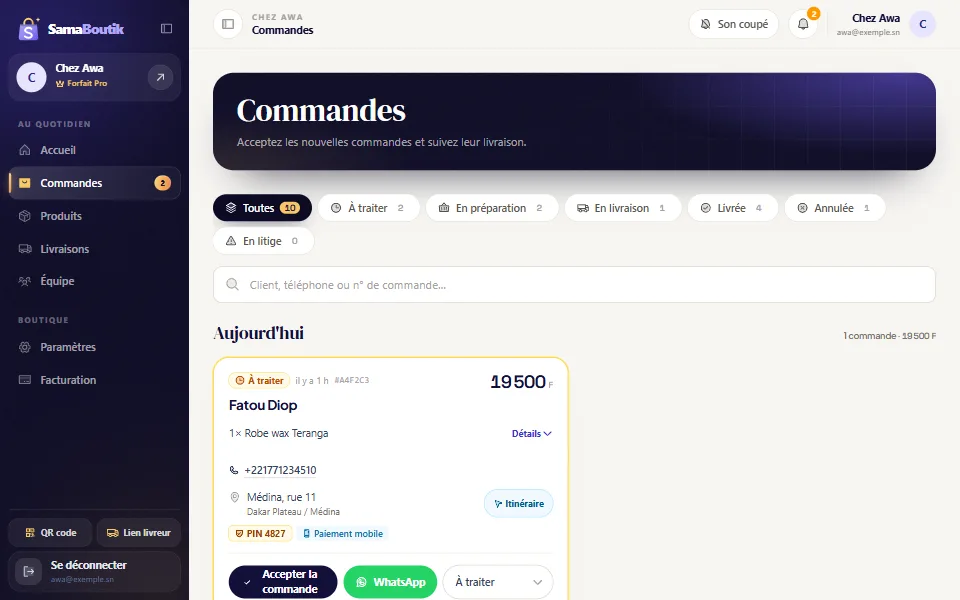 SamaBoutik
Chez Awa
Forfait Pro
C
AU QUOTIDIEN
Accueil
Commandes 2
Produits
Livraisons
Équipe
BOUTIQUE
Paramètres
Facturation
QR code
Lien livreur
Se déconnecter
awa@exemple.sn
CHEZ AWA
Commandes
Son coupé
2
Chez Awa
awa@exemple.sn
C
Commandes
Acceptez les nouvelles commandes et suivez leur livraison.
Toutes 10
À traiter 2
En préparation 2
En livraison 1
Livrée 4
Annulée 1
En litige 0
Client, téléphone ou n° de commande...
Aujourd'hui
1 commande · 19 500 F
À traiter il y a 1 h #A4F2C3
19 500 F
Fatou Diop
1× Robe wax Teranga
Détails
+221771234510
Médina, rue 11
Dakar Plateau / Médina
Itinéraire
PIN 4827
Paiement mobile
Accepter la
commande
WhatsApp
À traiter